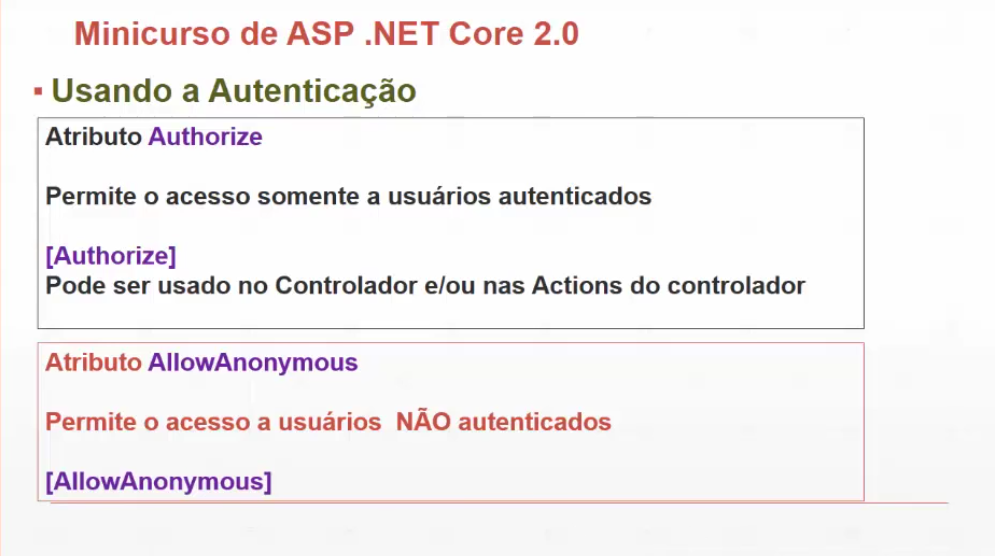 Minicurso de ASP .NET Core 2.0
Usando a Autenticação
Atributo Authorize
Permite o acesso somente a usuários autenticados
[Authorize]
Pode ser usado no Controlador e/ou nas Actions do controlador
Atributo AllowAnonymous
Permite o acesso a usuários NÃO autenticados
[AllowAnonymous]